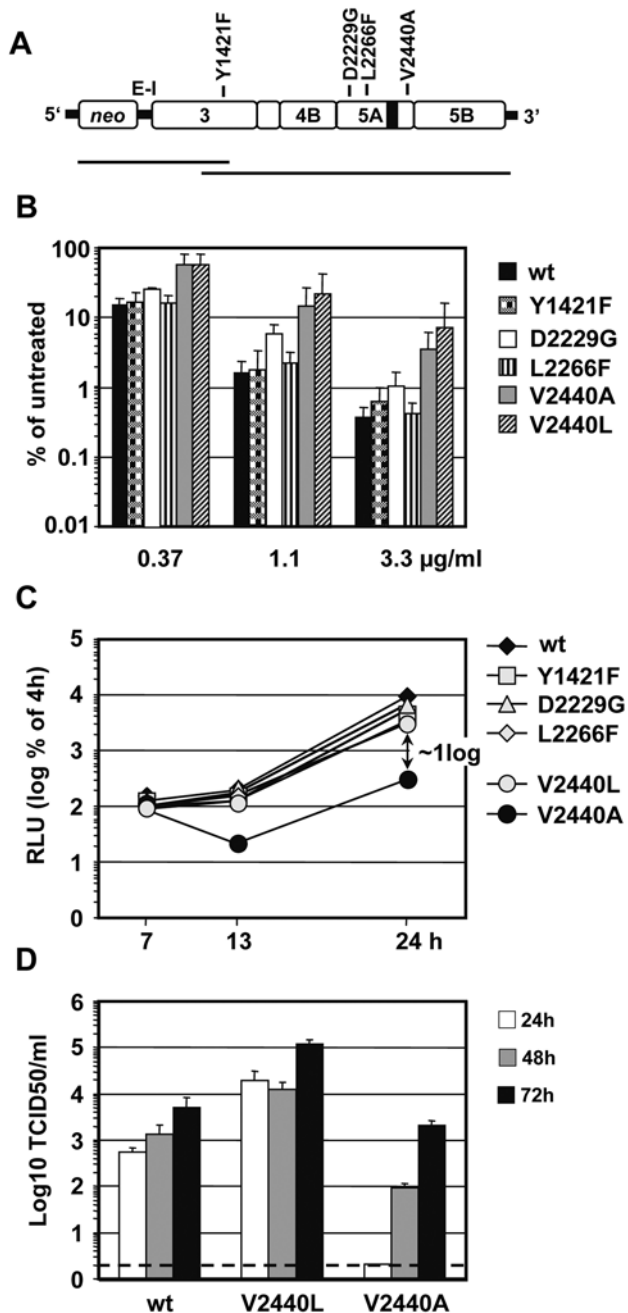 A
Y1421F
D2229G
L2266F
V2440A
E-I
5‘ neo 3 4B 5A 5B 3’
B
% of untreated
100
10
1
0.1
0.01
0.37 1.1 3.3 µg/ml
wt
Y1421F
D2229G
L2266F
V2440A
V2440L
C
RLU (log % of 4h)
5
4
3
2
1
0
7 13 24 h
~1log
wt
Y1421F
D2229G
L2266F
V2440L
V2440A
D
Log10 TCID50/ml
6
5
4
3
2
1
0
wt V2440L V2440A
24h
48h
72h